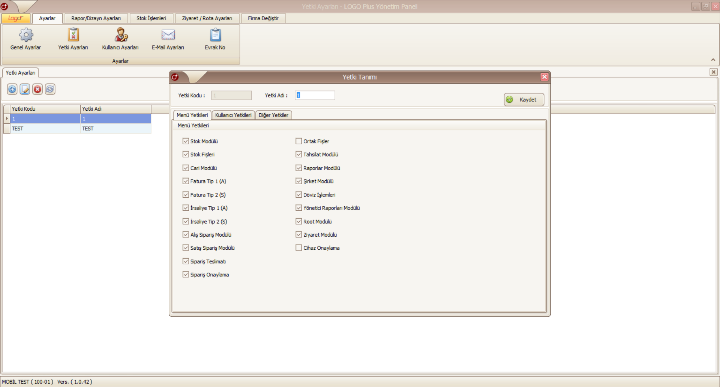 Yetki Ayarları - LOGO Plus Yönetim Panel
LogoP Ayarlar Rapor/Dizayn Ayarları Stok İşlemleri Ziyaret / Rota Ayarları Firma Değiştir
Genel Ayarlar Yetki Ayarları Kullanıcı Ayarları E-Mail Ayarları Evrak No
Ayarlar
Yetki Ayarları
Yetki Kodu Yetki Adı
1 1
TEST TEST
Yetki Tanımı
Yetki Kodu : 1 Yetki Adı : 1 Kaydet
Menü Yetkileri Kullanıcı Yetkileri Diğer Yetkiler
Menü Yetkileri
Stok Modülü Ortak Fişler
Stok Fişleri Tahsilat Modülü
Cari Modülü Raporlar Modülü
Fatura Tip 1 (A) Şirket Modülü
Fatura Tip 2 (S) Döviz İşlemleri
İrsaliye Tip 1 (A) Yönetici Raporları Modülü
İrsaliye Tip 2 (S) Root Modülü
Alış Sipariş Modülü Ziyaret Modülü
Satış Sipariş Modülü Cihaz Onaylama
Sipariş Teslimatı
Sipariş Onaylama
MOBİL TEST ( 100-01 ) Vers. ( 1.0.42 )